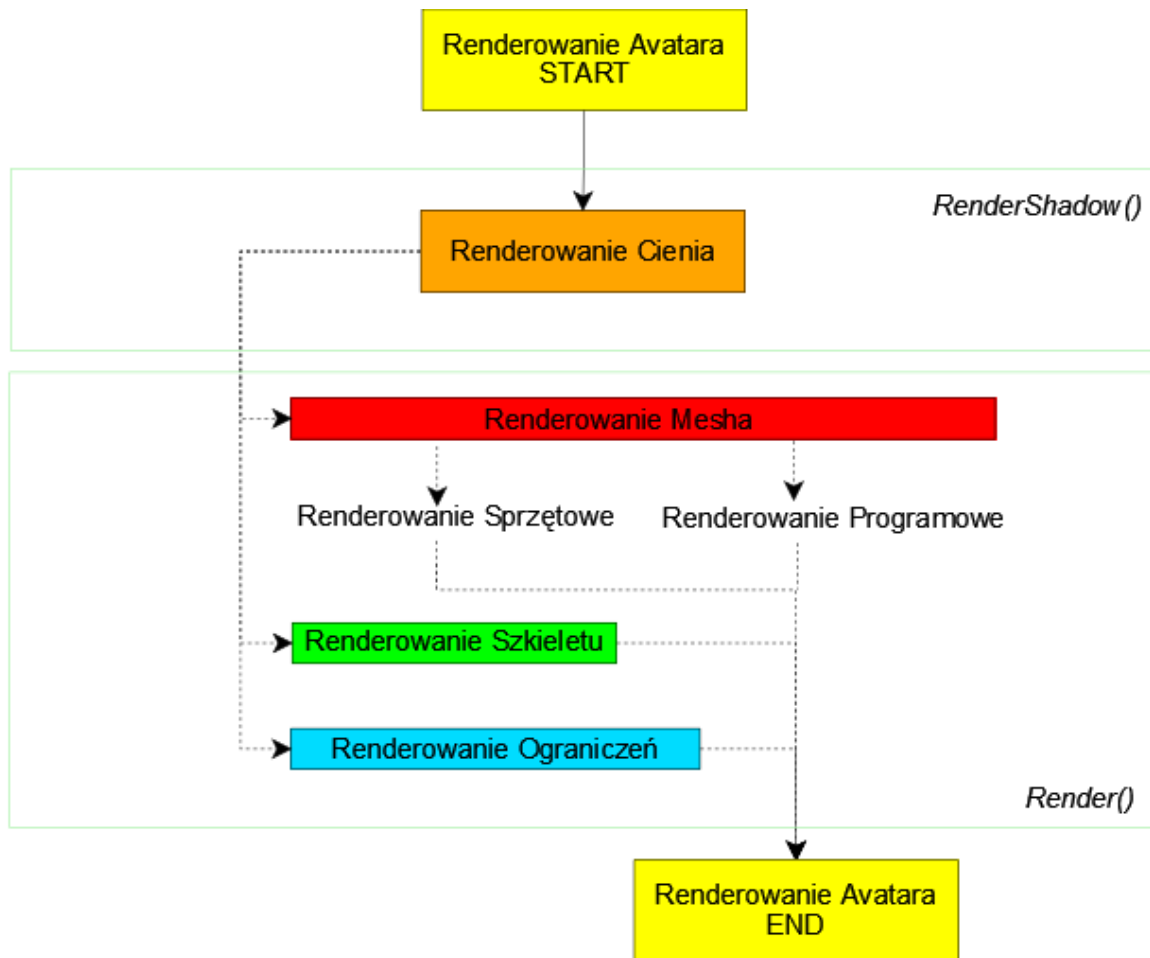 Renderowanie Avatara
START
RenderShadow()
Renderowanie Cienia
Renderowanie Mesha
Renderowanie Sprzętowe
Renderowanie Programowe
Renderowanie Szkieletu
Renderowanie Ograniczeń
Render()
Renderowanie Avatara
END